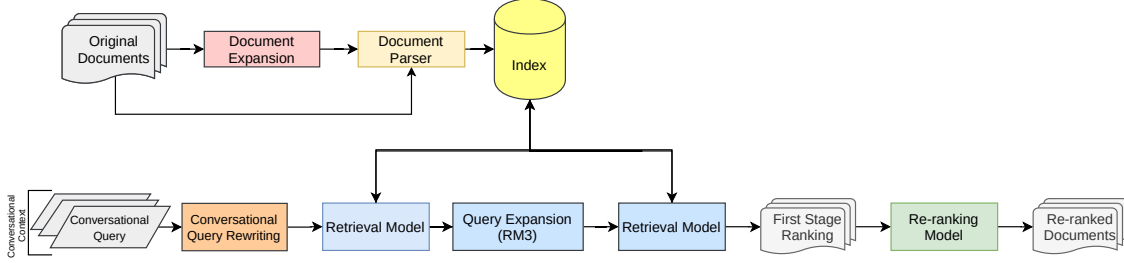 Original
Documents
Document
Expansion
Document
Parser
Index
Conversational
Context
Conversational
Query
Conversational
Query Rewriting
Retrieval Model
Query Expansion
(RM3)
Retrieval Model
First Stage
Ranking
Re-ranking
Model
Re-ranked
Documents